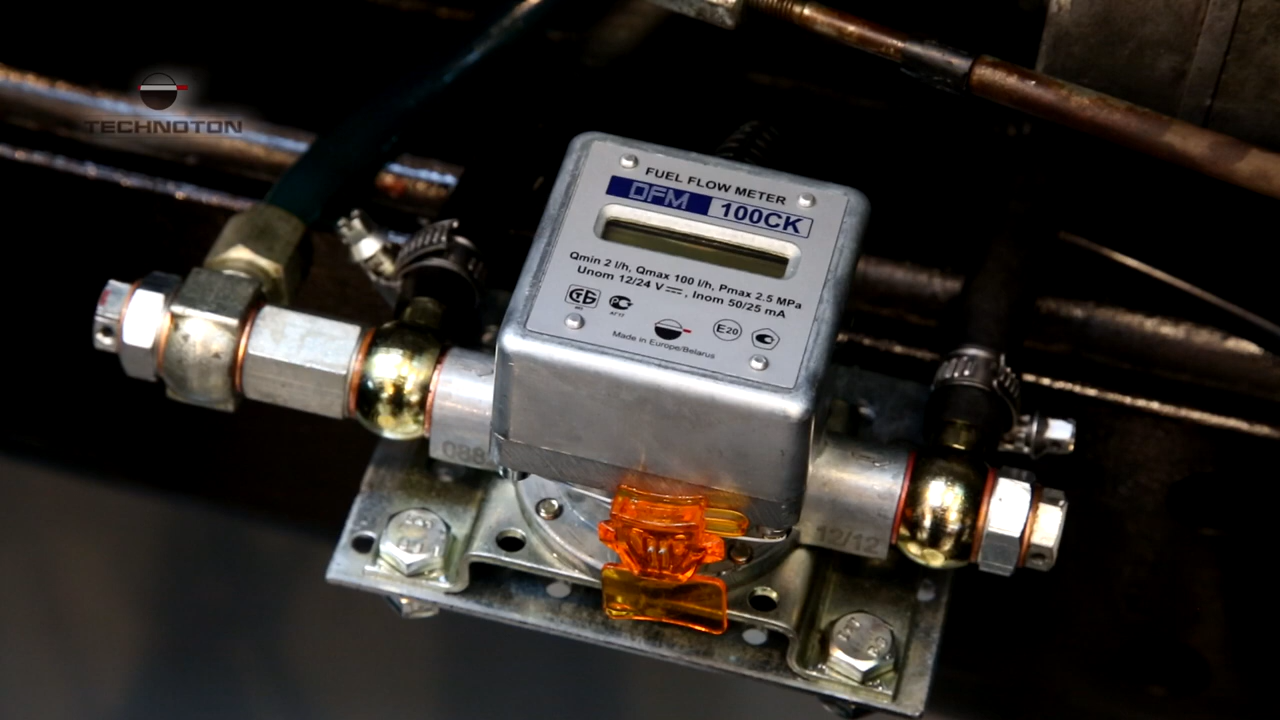 TECHNOTON
FUEL FLOW METER
DFM 100CK
Qmin 2 l/h, Qmax 100 l/h, Pmax 2.5 MPa
Unom 12/24 V ⎓, Inom 50/25 mA
E20
Made in Europe/Belarus
088
12/12